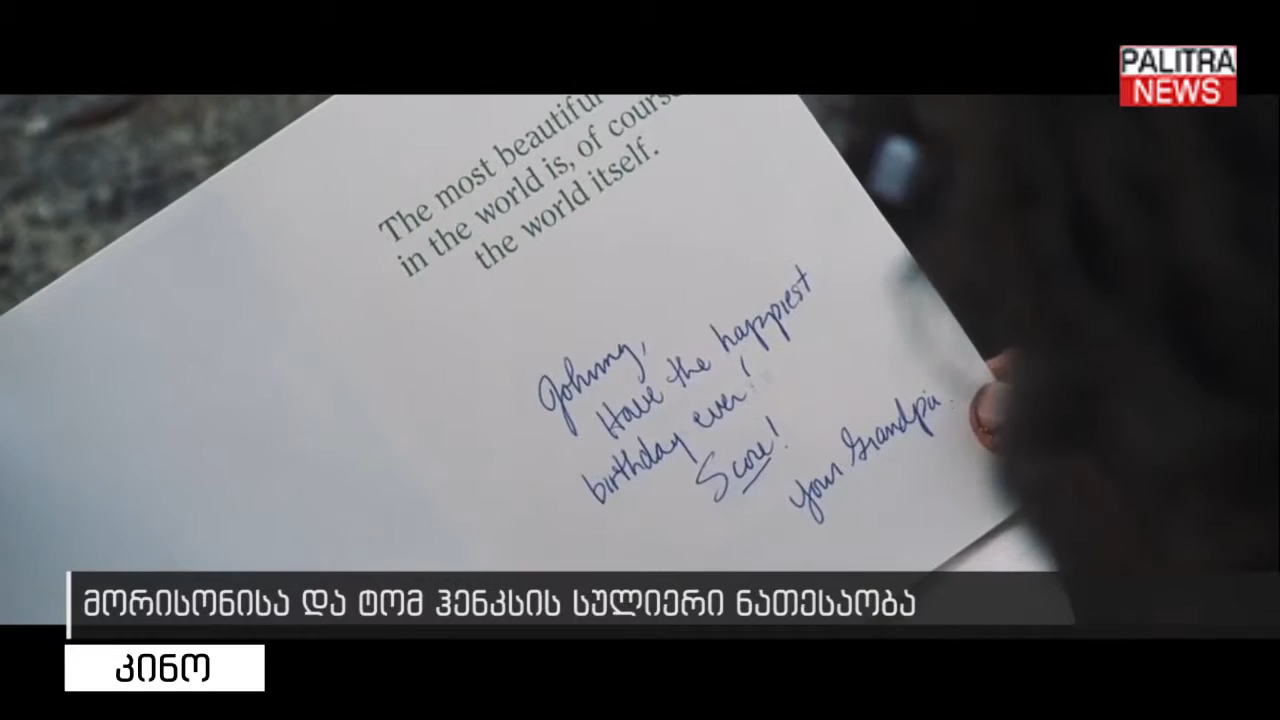 PALITRA
NEWS
The most beautiful
in the world is, of course
the world itself.
Johnny,
Have the happiest
birthday ever!
Score!
Your Grandpa.
მორისონისა და ტომ ჰენკსის სულიერი ნათესაობა
კინო